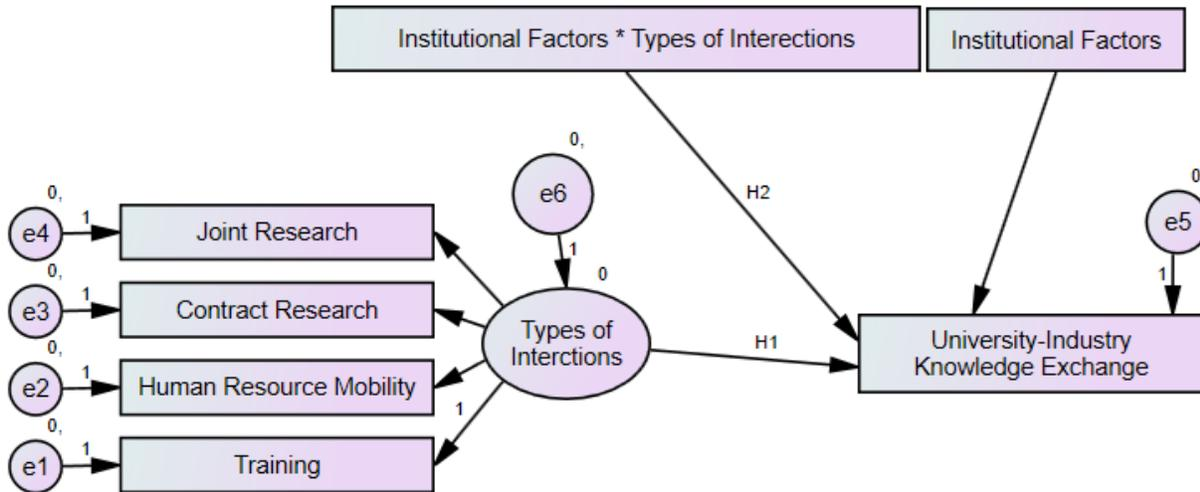 Institutional Factors * Types of Interections
Institutional Factors
0,
e6
1
0
0,
e4
1
Joint Research
0,
e3
1
Contract Research
0,
e2
1
Human Resource Mobility
0,
e1
1
Training
1
Types of
Interctions
H2
H1
0
e5
1
University-Industry
Knowledge Exchange